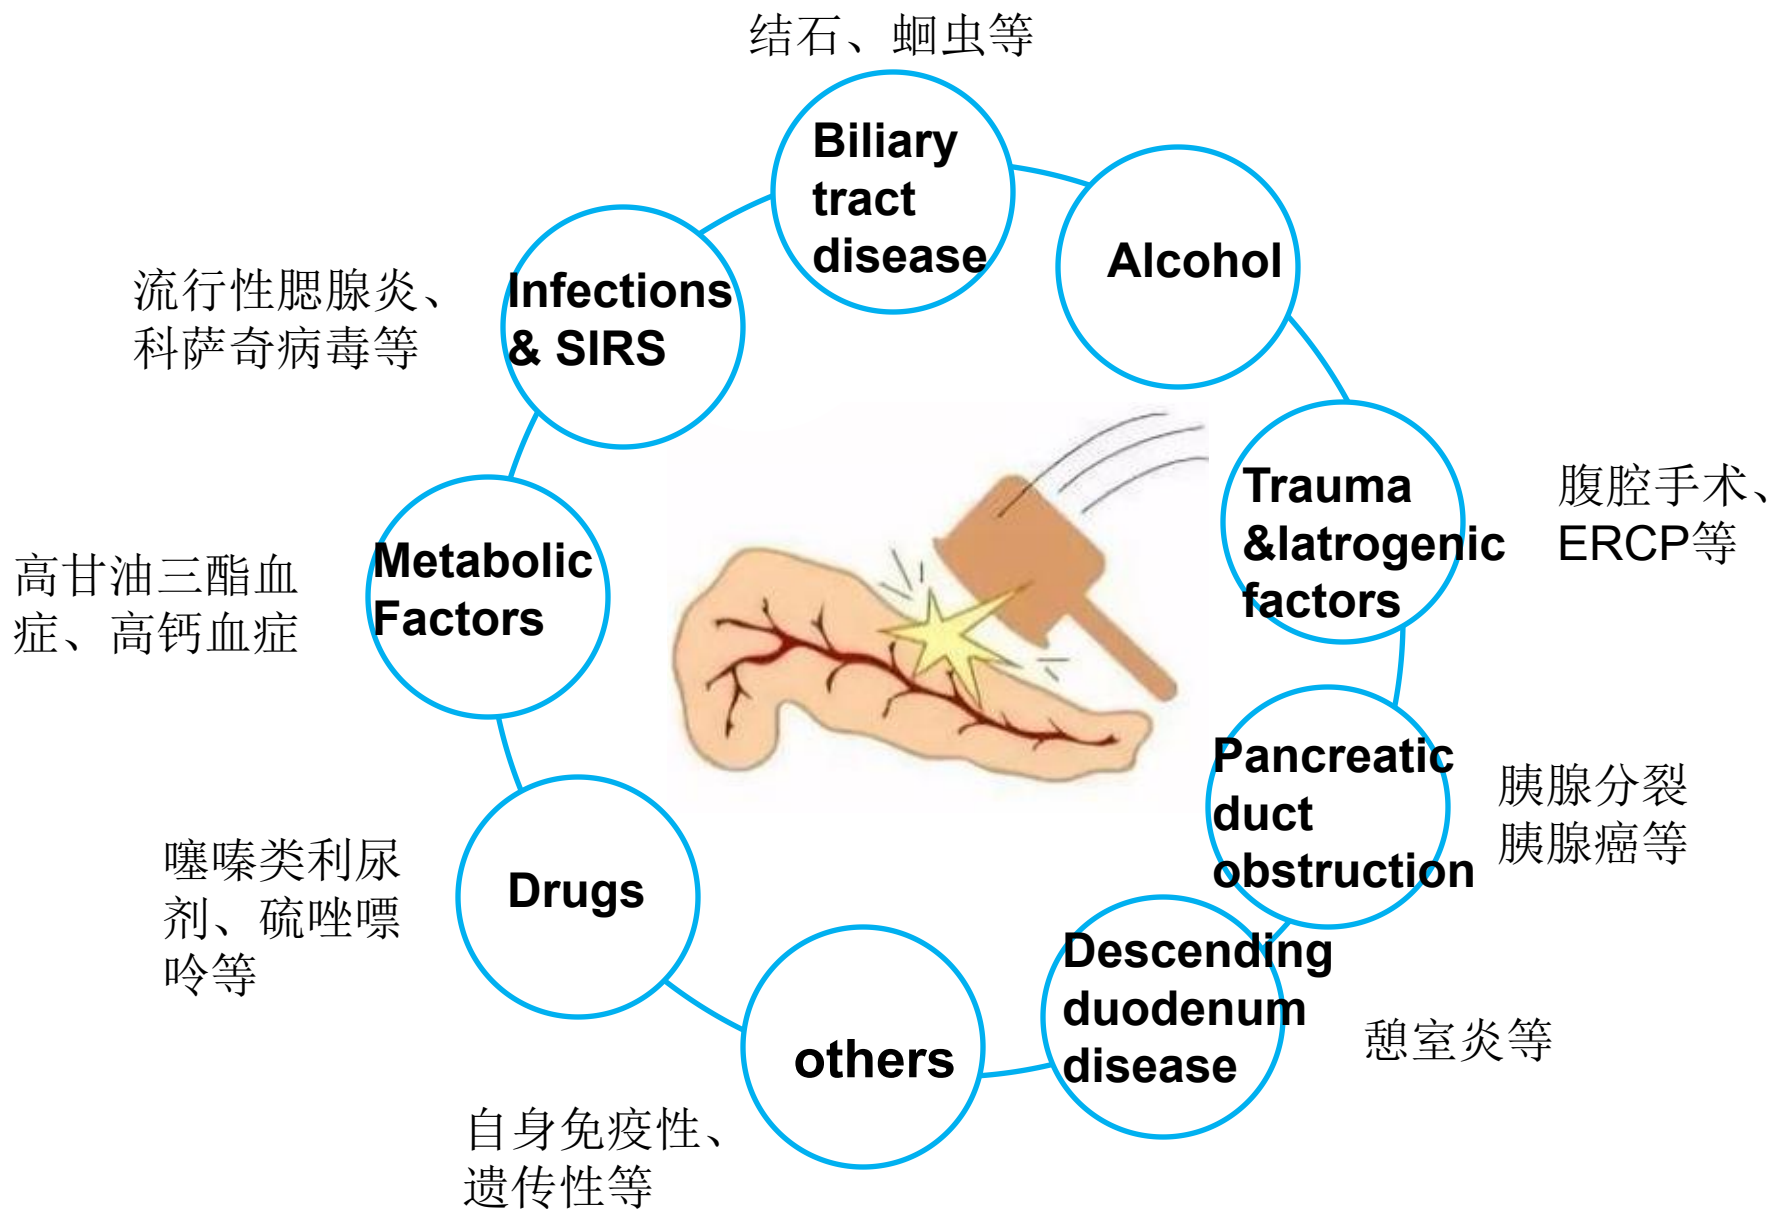 结石、蛔虫等
Biliary
tract
disease
Alcohol
Trauma
&Iatrogenic
factors
腹腔手术、
ERCP等
Pancreatic
duct
obstruction
胰腺分裂
胰腺癌等
Descending
duodenum
disease
憩室炎等
others
自身免疫性、
遗传性等
Drugs
噻嗪类利尿
剂、硫唑嘌
呤等
Metabolic
Factors
高甘油三酯血
症、高钙血症
Infections
& SIRS
流行性腮腺炎、
科萨奇病毒等